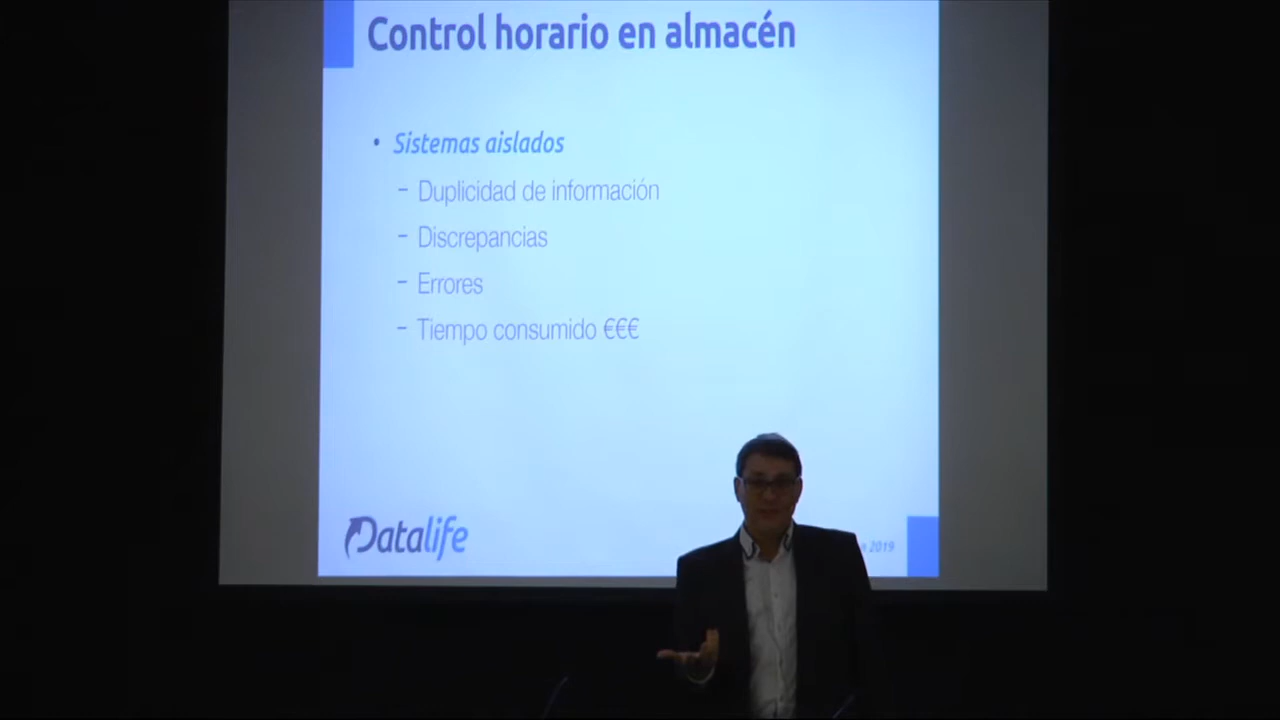 Control horario en almacén
• Sistemas aislados
– Duplicidad de información
– Discrepancias
– Errores
– Tiempo consumido €€€
Datalife
2019